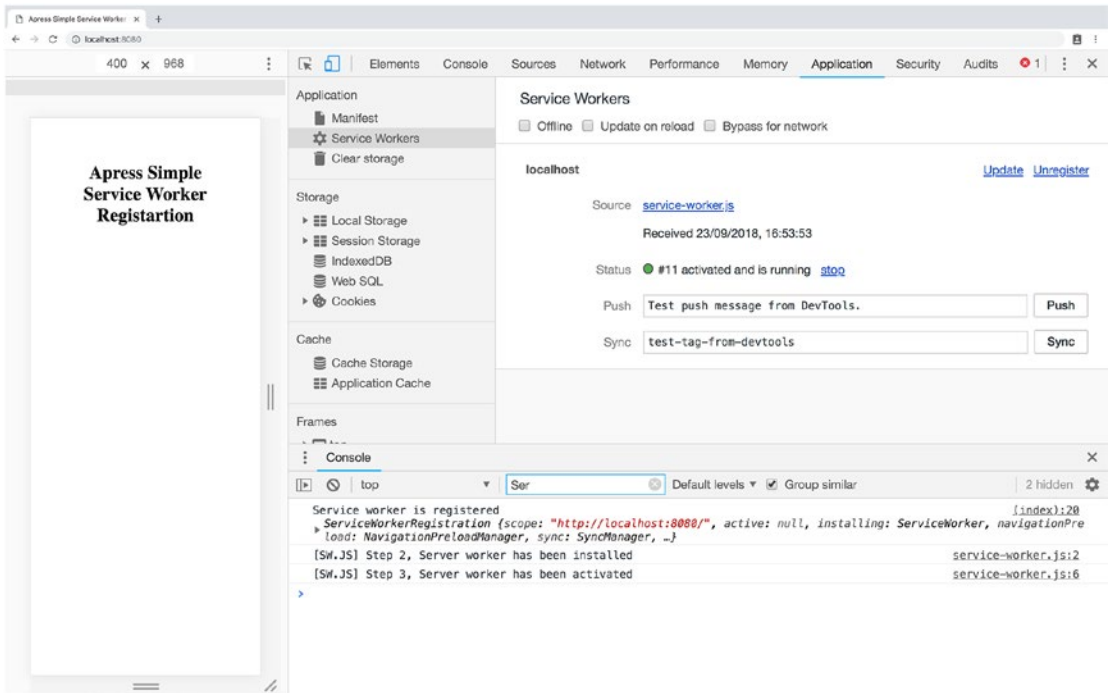 Apress Simple Service Worker
localhost:8080
400 x 968
Elements Console Sources Network Performance Memory Application Security Audits 1
Apress Simple
Service Worker
Registartion
Application
Manifest
Service Workers
Clear storage
Storage
Local Storage
Session Storage
IndexedDB
Web SQL
Cookies
Cache
Cache Storage
Application Cache
Frames
Service Workers
Offline Update on reload Bypass for network
localhost Update Unregister
Source service-worker.js
Received 23/09/2018, 16:53:53
Status #11 activated and is running stop
Push Test push message from DevTools. Push
Sync test-tag-from-devtools Sync
Console
top Ser Default levels Group similar 2 hidden
Service worker is registered (index):20
ServiceWorkerRegistration {scope: "http://localhost:8080/", active: null, installing: ServiceWorker, navigationPre
load: NavigationPreloadManager, sync: SyncManager, …}
[SW.JS] Step 2, Server worker has been installed service-worker.js:2
[SW.JS] Step 3, Server worker has been activated service-worker.js:6